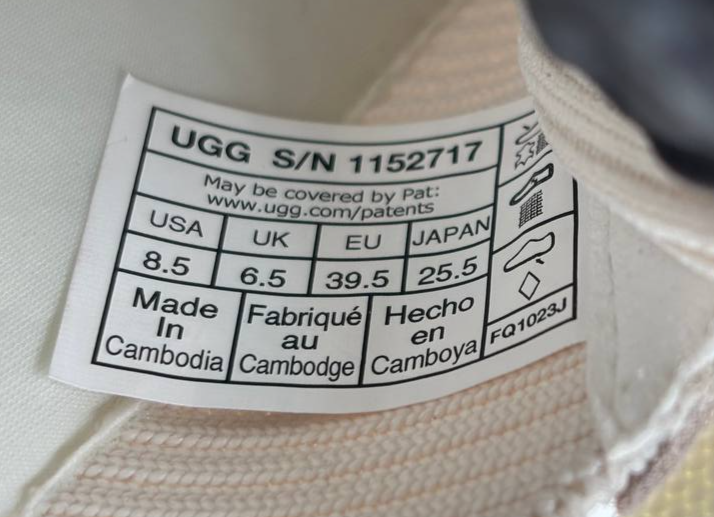 UGG S/N 1152717
May be covered by Pat:
www.ugg.com/patents
USA UK EU JAPAN
8.5 6.5 39.5 25.5
Made In Cambodia
Fabriqué au Cambodge
Hecho en Camboya
FQ1023J